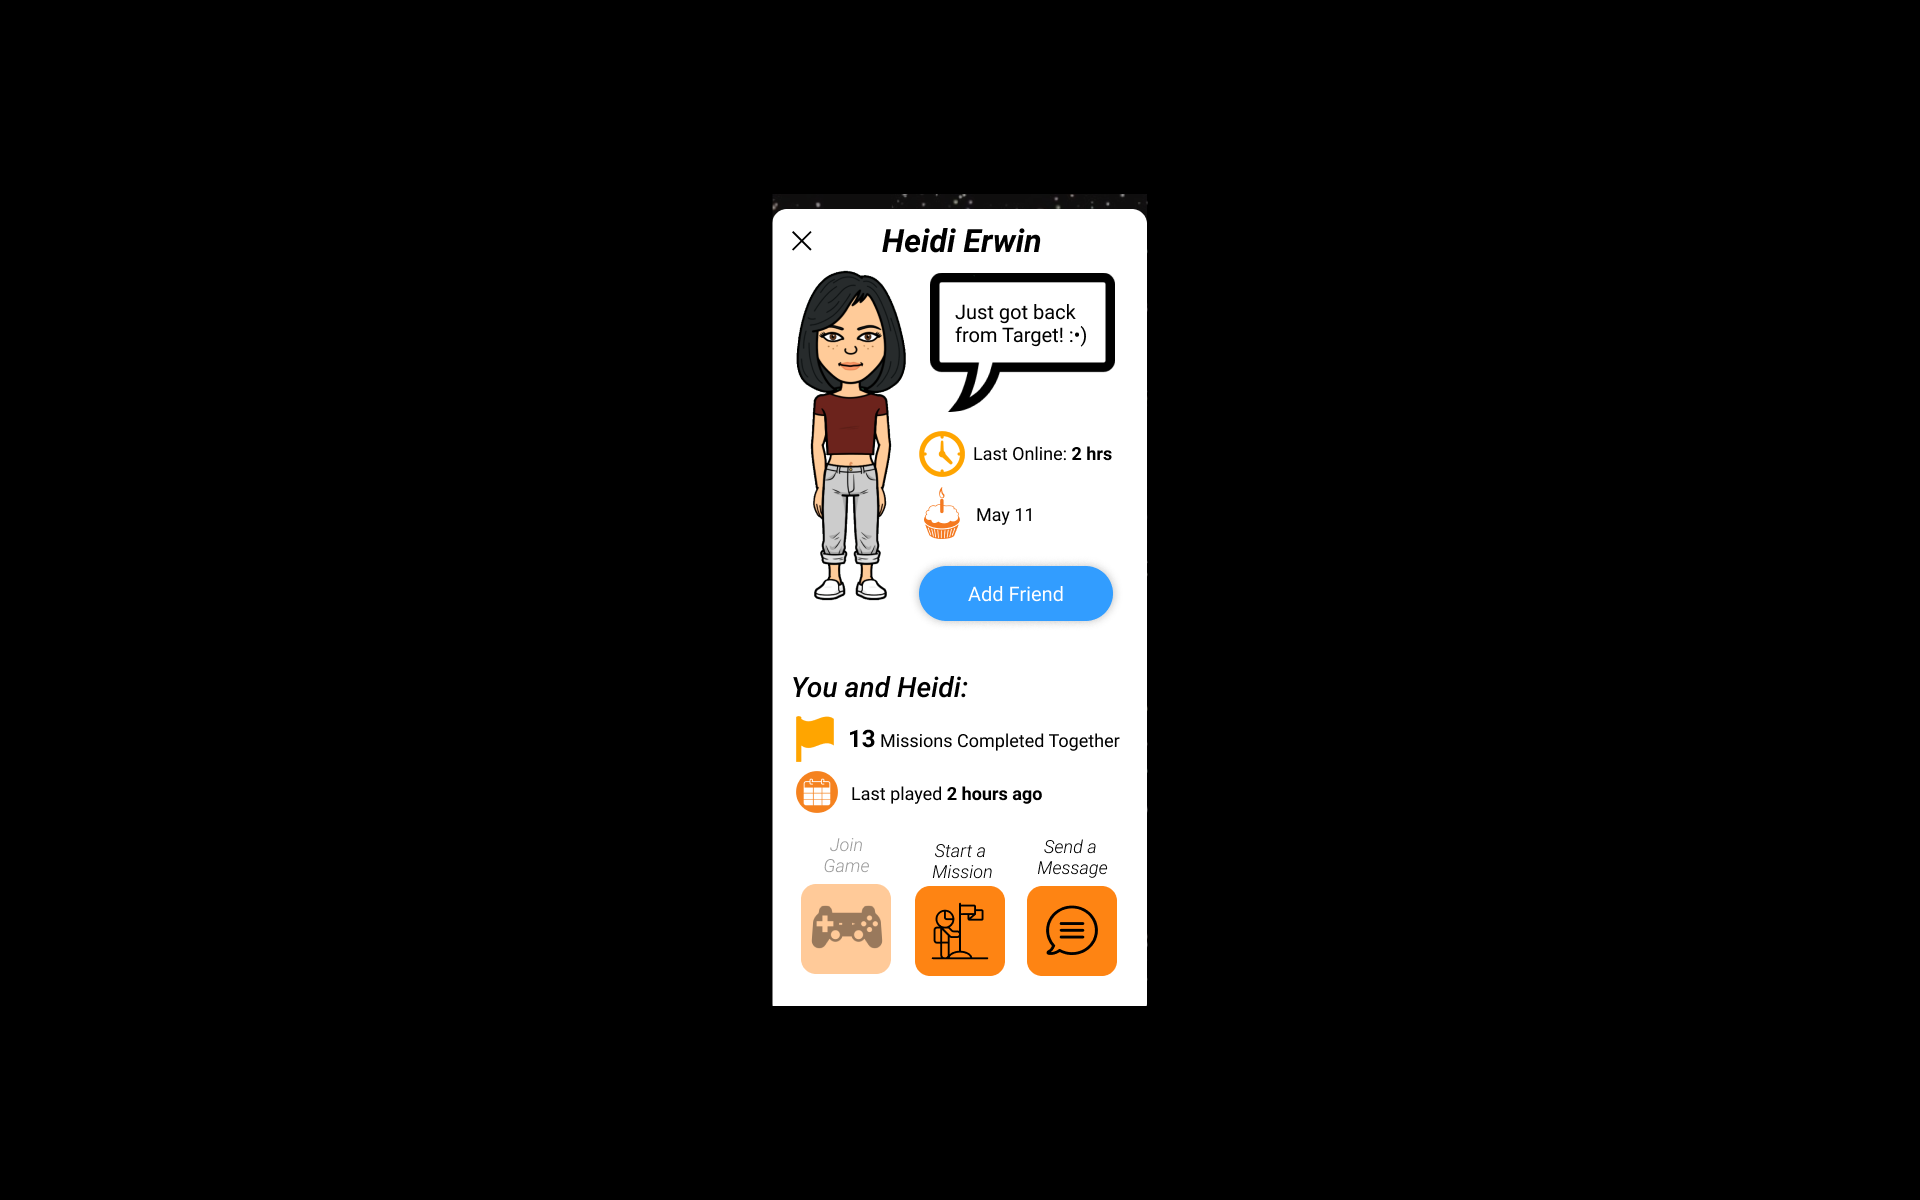 Heidi Erwin
Just got back
from Target! :•)
Last Online: 2 hrs
May 11
Add Friend
You and Heidi:
13 Missions Completed Together
Last played 2 hours ago
Join
Game
Start a
Mission
Send a
Message